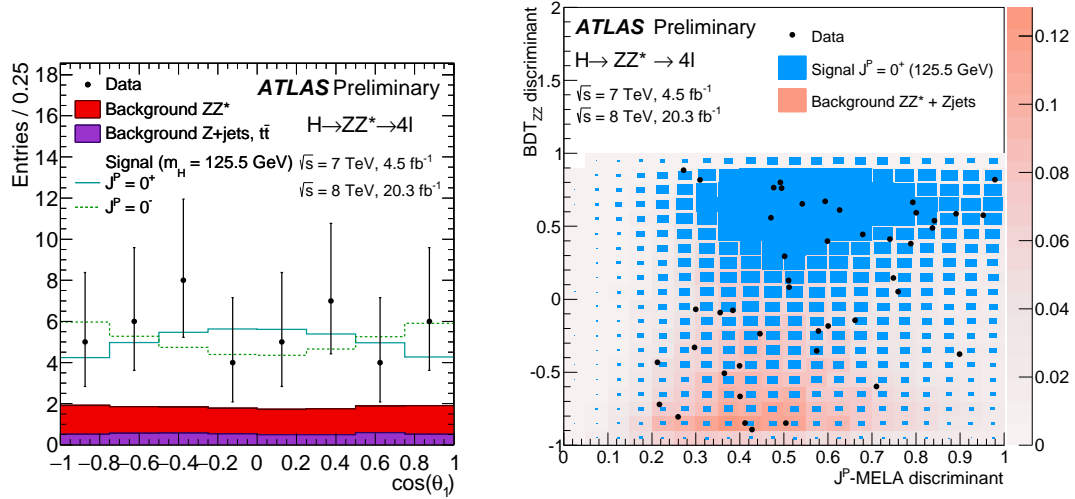 ATLAS Preliminary
Data
Background ZZ*
Background Z+jets, tt̄
H→ZZ*→4l
Signal (m_H = 125.5 GeV)
J^P = 0^+
J^P = 0^-
√s = 7 TeV, 4.5 fb^-1
√s = 8 TeV, 20.3 fb^-1
Entries / 0.25
18
16
14
12
10
8
6
4
2
0
−1 −0.8 −0.6 −0.4 −0.2 0 0.2 0.4 0.6 0.8 1
cos(θ_1)
ATLAS Preliminary
H→ ZZ* → 4l
√s = 7 TeV, 4.5 fb^-1
√s = 8 TeV, 20.3 fb^-1
Data
Signal J^P = 0^+ (125.5 GeV)
Background ZZ* + Zjets
BDT_ZZ discriminant
2
1.5
1
0.5
0
-0.5
-1
0 0.1 0.2 0.3 0.4 0.5 0.6 0.7 0.8 0.9 1
J^P-MELA discriminant
0.12
0.1
0.08
0.06
0.04
0.02
0